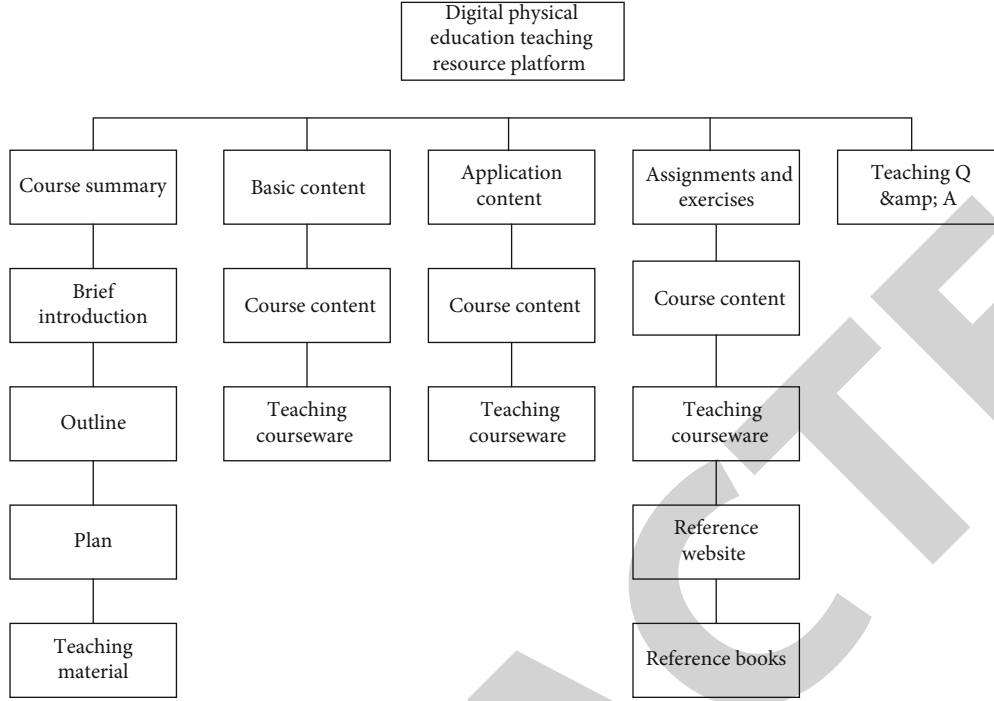 Digital physical
education teaching
resource platform
Course summary
Basic content
Application
content
Assignments and
exercises
Teaching Q
&amp;amp; A
Brief
introduction
Course content
Course content
Course content
Outline
Teaching
courseware
Teaching
courseware
Teaching
courseware
Plan
Reference
website
Teaching
material
Reference books